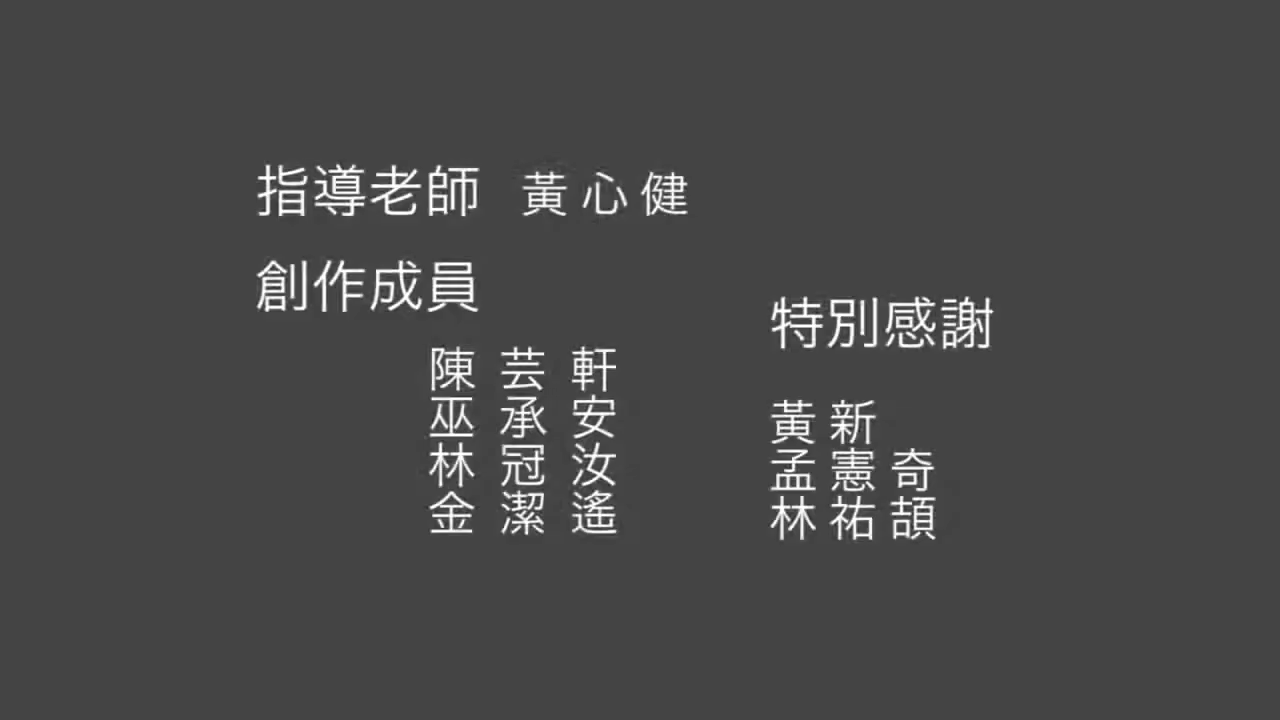 指導老師 黃心健
創作成員
陳芸軒
巫承安
林冠汝
金潔遙
特別感謝
黃新
孟憲奇
林祐頡